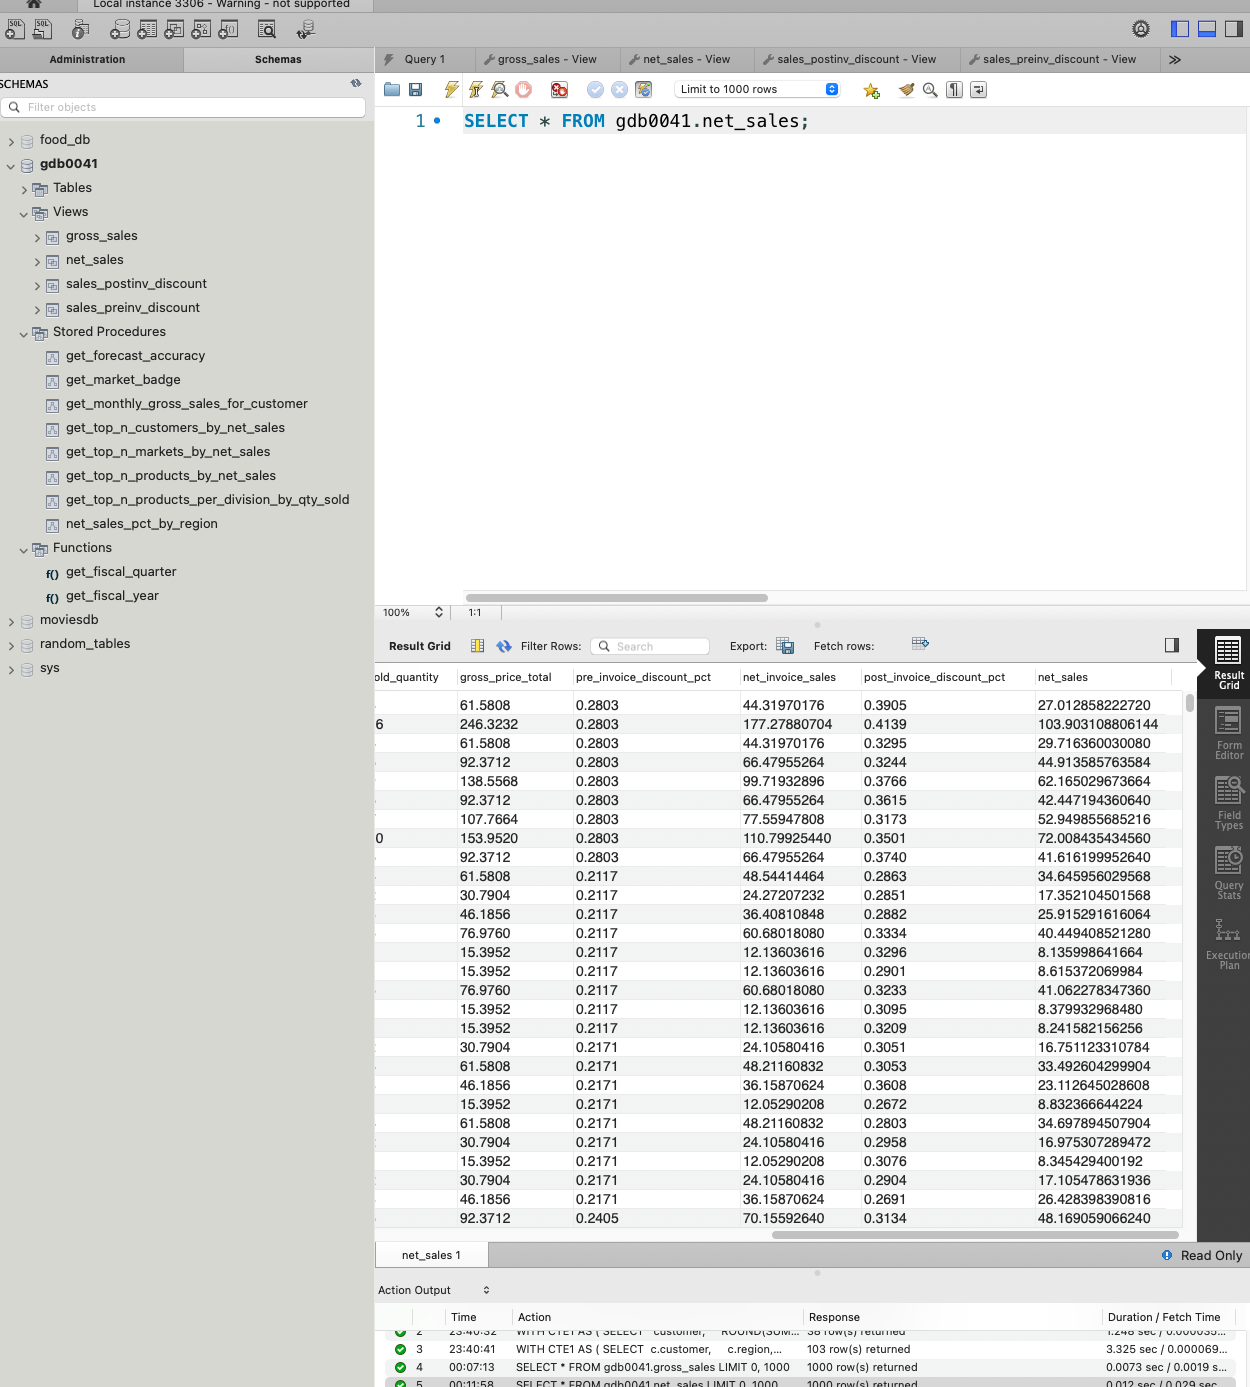 Local instance 3306 - Warning - not supported
Administration
Schemas
Query 1
gross_sales - View
net_sales - View
sales_postinv_discount - View
sales_preinv_discount - View
SCHEMAS
Filter objects
Limit to 1000 rows
1 SELECT * FROM gdb0041.net_sales;
food_db
gdb0041
Tables
Views
gross_sales
net_sales
sales_postinv_discount
sales_preinv_discount
Stored Procedures
get_forecast_accuracy
get_market_badge
get_monthly_gross_sales_for_customer
get_top_n_customers_by_net_sales
get_top_n_markets_by_net_sales
get_top_n_products_by_net_sales
get_top_n_products_per_division_by_qty_sold
net_sales_pct_by_region
Functions
f() get_fiscal_quarter
f() get_fiscal_year
moviesdb
random_tables
sys
100% 1:1
Result Grid Filter Rows: Search Export: Fetch rows:
old_quantity gross_price_total pre_invoice_discount_pct net_invoice_sales post_invoice_discount_pct net_sales
61.5808 0.2803 44.31970176 0.3905 27.012858222720
6 246.3232 0.2803 177.27880704 0.4139 103.903108806144
61.5808 0.2803 44.31970176 0.3295 29.716360030080
92.3712 0.2803 66.47955264 0.3244 44.913585763584
138.5568 0.2803 99.71932896 0.3766 62.165029673664
92.3712 0.2803 66.47955264 0.3615 42.447194360640
107.7664 0.2803 77.55947808 0.3173 52.949855685216
0 153.9520 0.2803 110.79925440 0.3501 72.008435434560
92.3712 0.2803 66.47955264 0.3740 41.616199952640
61.5808 0.2117 48.54414464 0.2863 34.645956029568
30.7904 0.2117 24.27207232 0.2851 17.352104501568
46.1856 0.2117 36.40810848 0.2882 25.915291616064
76.9760 0.2117 60.68018080 0.3334 40.449408521280
15.3952 0.2117 12.13603616 0.3296 8.135998641664
15.3952 0.2117 12.13603616 0.2901 8.615372069984
76.9760 0.2117 60.68018080 0.3233 41.062278347360
15.3952 0.2117 12.13603616 0.3095 8.379932968480
15.3952 0.2117 12.13603616 0.3209 8.241582156256
30.7904 0.2171 24.10580416 0.3051 16.751123310784
61.5808 0.2171 48.21160832 0.3053 33.492604299904
46.1856 0.2171 36.15870624 0.3608 23.112645028608
15.3952 0.2171 12.05290208 0.2672 8.832366644224
61.5808 0.2171 48.21160832 0.2803 34.697894507904
30.7904 0.2171 24.10580416 0.2958 16.975307289472
15.3952 0.2171 12.05290208 0.3076 8.345429400192
30.7904 0.2171 24.10580416 0.2904 17.105478631936
46.1856 0.2171 36.15870624 0.2691 26.428398390816
92.3712 0.2405 70.15592640 0.3134 48.169059066240
Result Grid
Form Editor
Field Types
Query Stats
Execution Plan
net_sales 1
Read Only
Action Output
Time Action Response Duration / Fetch Time
2 23:40:32 WITH CTE1 AS ( SELECT customer, ROUND(SUM... 38 row(s) returned 1.248 sec / 0.000035...
3 23:40:41 WITH CTE1 AS ( SELECT c.customer, c.region,... 103 row(s) returned 3.325 sec / 0.000069...
4 00:07:13 SELECT * FROM gdb0041.gross_sales LIMIT 0, 1000 1000 row(s) returned 0.0073 sec / 0.0019 s...
5 00:11:58 SELECT * FROM gdb0041.net_sales LIMIT 0, 1000 1000 row(s) returned 0.012 sec / 0.029 sec